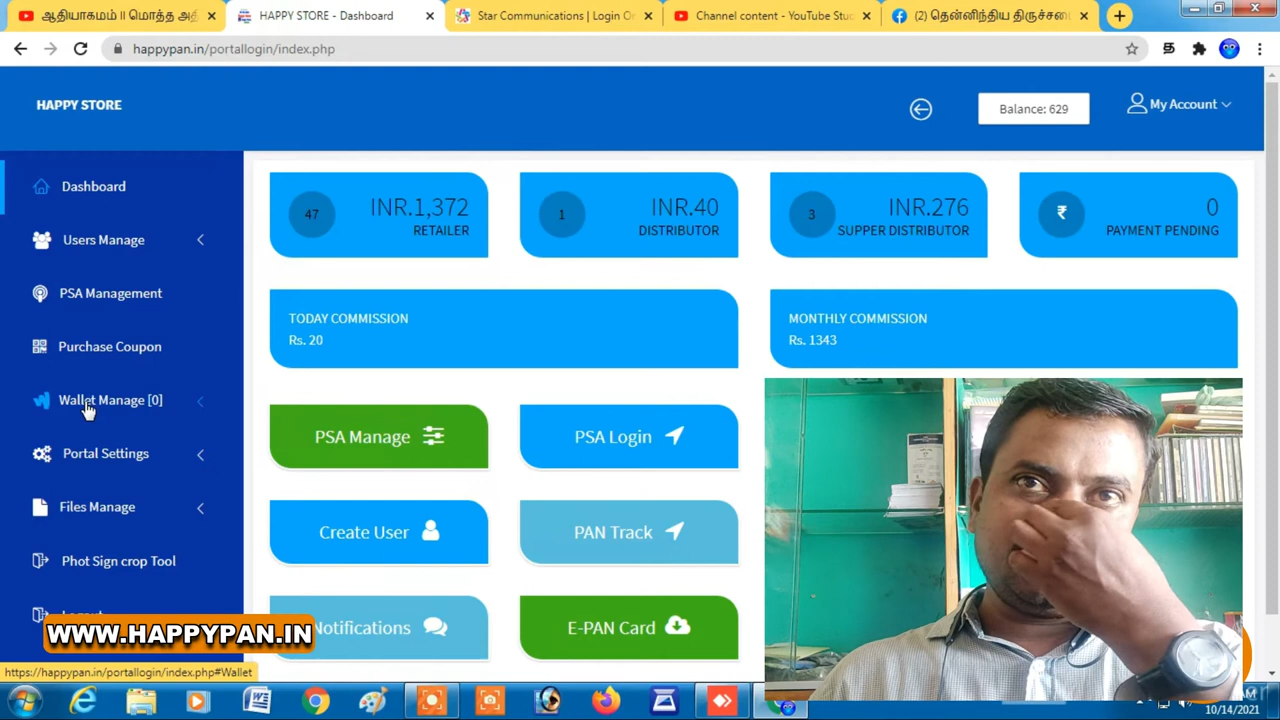 ஆதியாகமம் II மொத்த அதி
HAPPY STORE - Dashboard
Star Communications | Login Or
Channel content - YouTube Stu
(2) தென்னிந்திய திருச்சபை
happypan.in/portallogin/index.php
த
HAPPY STORE
Balance: 629
My Account
Dashboard
Users Manage
PSA Management
Purchase Coupon
Wallet Manage [0]
Portal Settings
Files Manage
Phot Sign crop Tool
Logout
47
INR.1,372
RETAILER
1
INR.40
DISTRIBUTOR
3
INR.276
SUPPER DISTRIBUTOR
₹
0
PAYMENT PENDING
TODAY COMMISSION
Rs. 20
MONTHLY COMMISSION
Rs. 1343
PSA Manage
PSA Login
Create User
PAN Track
Notifications
E-PAN Card
WWW.HAPPYPAN.IN
https://happypan.in/portallogin/index.php#Wallet
10/14/2021